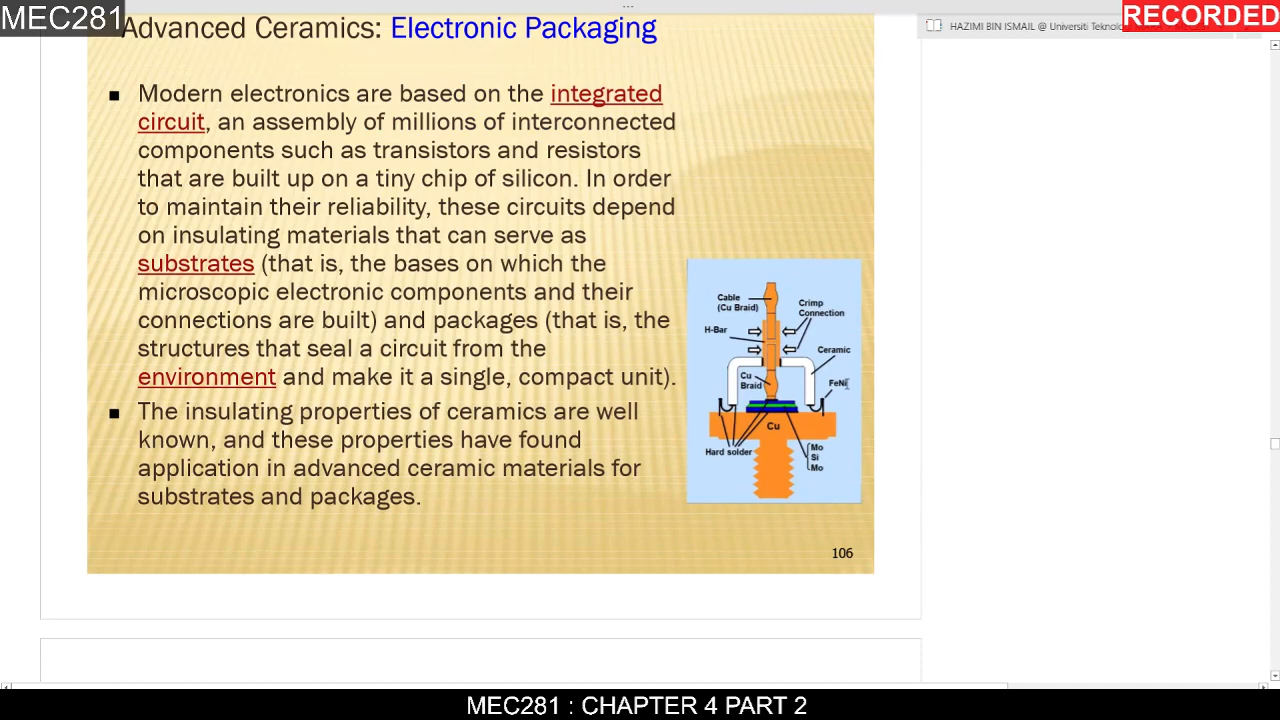 MEC281
RECORDED
HAZIMI BIN ISMAIL @ Universiti Teknolo
Advanced Ceramics: Electronic Packaging
Modern electronics are based on the integrated
circuit, an assembly of millions of interconnected
components such as transistors and resistors
that are built up on a tiny chip of silicon. In order
to maintain their reliability, these circuits depend
on insulating materials that can serve as
substrates (that is, the bases on which the
microscopic electronic components and their
connections are built) and packages (that is, the
structures that seal a circuit from the
environment and make it a single, compact unit).
The insulating properties of ceramics are well
known, and these properties have found
application in advanced ceramic materials for
substrates and packages.
Cable
(Cu Braid)
Crimp
Connection
H-Bar
Ceramic
Cu
Braid
FeNi
Cu
Hard solder
Mo
Si
Mo
106
MEC281 : CHAPTER 4 PART 2